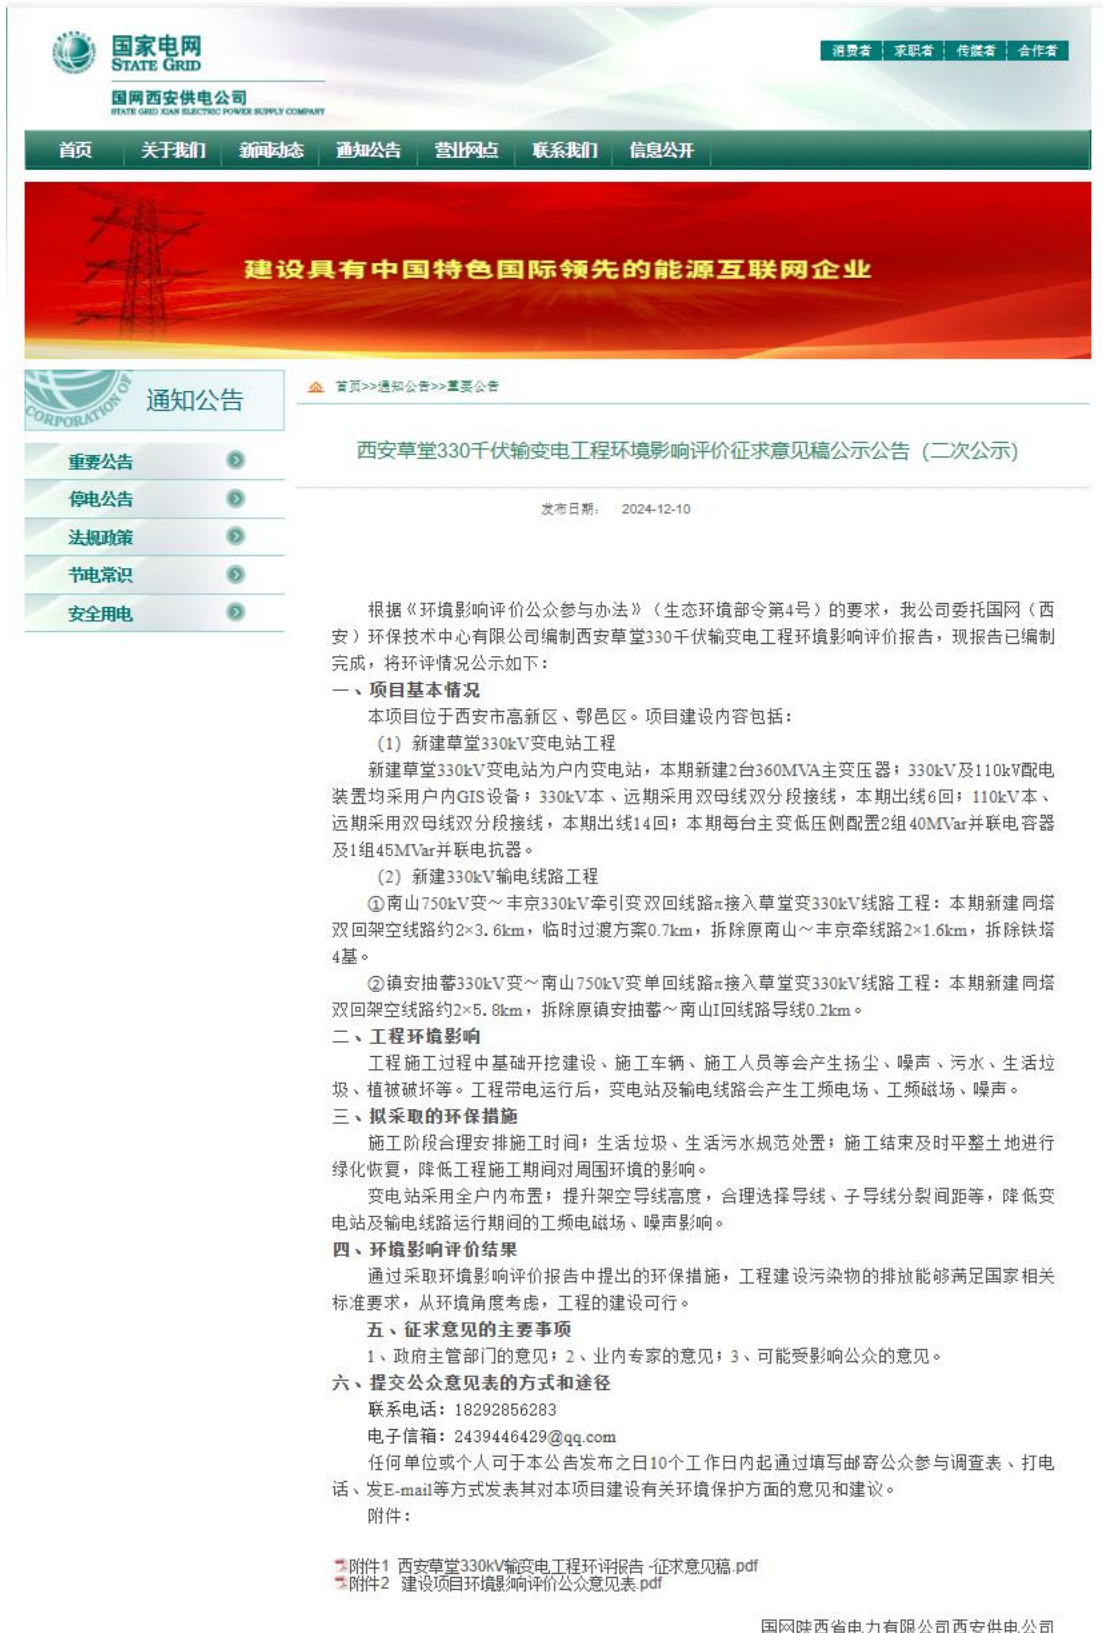 国家电网
STATE GRID
国网西安供电公司
STATE GRID XIAN ELECTRIC POWER SUPPLY COMPANY
消费者 求职者 传媒者 合作者
首页 关于我们 新闻动态 通知公告 营业网点 联系我们 信息公开
建设具有中国特色国际领先的能源互联网企业
CORPORATION OF
通知公告
重要公告
停电公告
法规政策
节电常识
安全用电
首页>>通知公告>>重要公告
西安草堂330千伏输变电工程环境影响评价征求意见稿公示公告（二次公示）
发布日期： 2024-12-10
根据《环境影响评价公众参与办法》（生态环境部令第4号）的要求，我公司委托国网（西
安）环保技术中心有限公司编制西安草堂330千伏输变电工程环境影响评价报告，现报告已编制
完成，将环评情况公示如下：
一、项目基本情况
本项目位于西安市高新区、鄠邑区。项目建设内容包括：
（1）新建草堂330kV变电站工程
新建草堂330kV变电站为户内变电站，本期新建2台360MVA主变压器；330kV及110kV配电
装置均采用户内GIS设备；330kV本、远期采用双母线双分段接线，本期出线6回；110kV本、
远期采用双母线双分段接线，本期出线14回；本期每台主变低压侧配置2组40MVar并联电容器
及1组45MVar并联电抗器。
（2）新建330kV输电线路工程
①南山750kV变～丰京330kV牵引变双回线路π接入草堂变330kV线路工程：本期新建同塔
双回架空线路约2×3.6km，临时过渡方案0.7km，拆除原南山～丰京牵线路2×1.6km，拆除铁塔
4基。
②镇安抽蓄330kV变～南山750kV变单回线路π接入草堂变330kV线路工程：本期新建同塔
双回架空线路约2×5.8km，拆除原镇安抽蓄～南山I回线路导线0.2km。
二、工程环境影响
工程施工过程中基础开挖建设、施工车辆、施工人员等会产生扬尘、噪声、污水、生活垃
圾、植被破坏等。工程带电运行后，变电站及输电线路会产生工频电场、工频磁场、噪声。
三、拟采取的环保措施
施工阶段合理安排施工时间；生活垃圾、生活污水规范处置；施工结束及时平整土地进行
绿化恢复，降低工程施工期间对周围环境的影响。
变电站采用全户内布置；提升架空导线高度，合理选择导线、子导线分裂间距等，降低变
电站及输电线路运行期间的工频电磁场、噪声影响。
四、环境影响评价结果
通过采取环境影响评价报告中提出的环保措施，工程建设污染物的排放能够满足国家相关
标准要求，从环境角度考虑，工程的建设可行。
五、征求意见的主要事项
1、政府主管部门的意见；2、业内专家的意见；3、可能受影响公众的意见。
六、提交公众意见表的方式和途径
联系电话：18292856283
电子信箱：2439446429@qq.com
任何单位或个人可于本公告发布之日10个工作日内起通过填写邮寄公众参与调查表、打电
话、发E-mail等方式发表其对本项目建设有关环境保护方面的意见和建议。
附件：
附件1 西安草堂330kV输变电工程环评报告-征求意见稿.pdf
附件2 建设项目环境影响评价公众意见表.pdf
国网陕西省电力有限公司西安供电公司